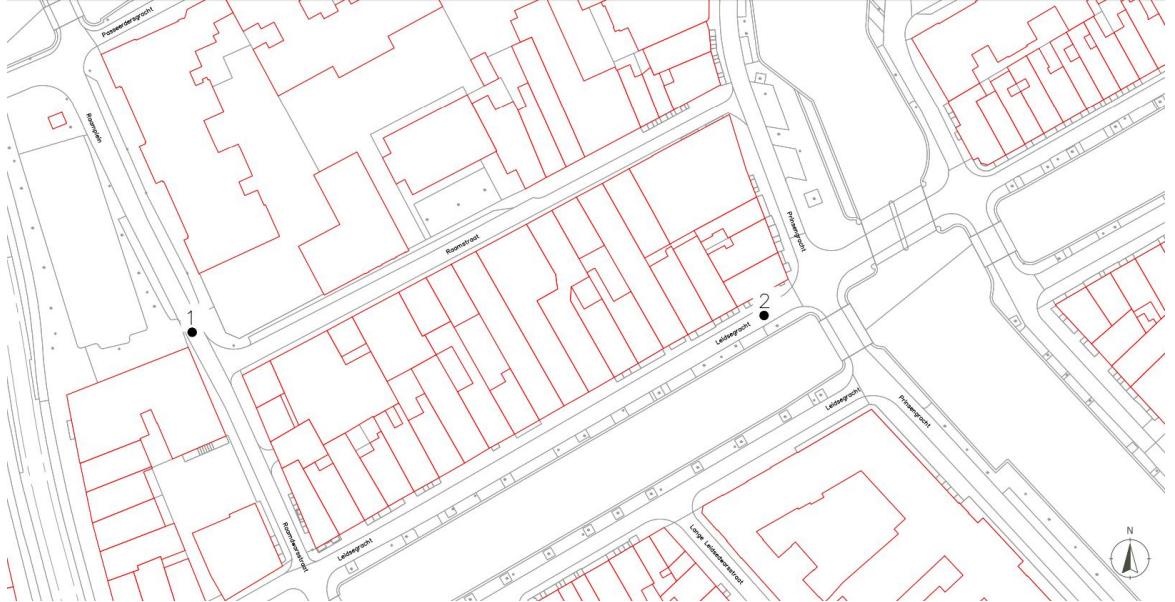 Passeerdersgracht
Raamplein
Raamstraat
Prinsengracht
1
2
Leidsegracht
Leidsegracht
Prinsengracht
Raamdwarsstraat
Leidsegracht
Lange Leidsedwarsstraat
N